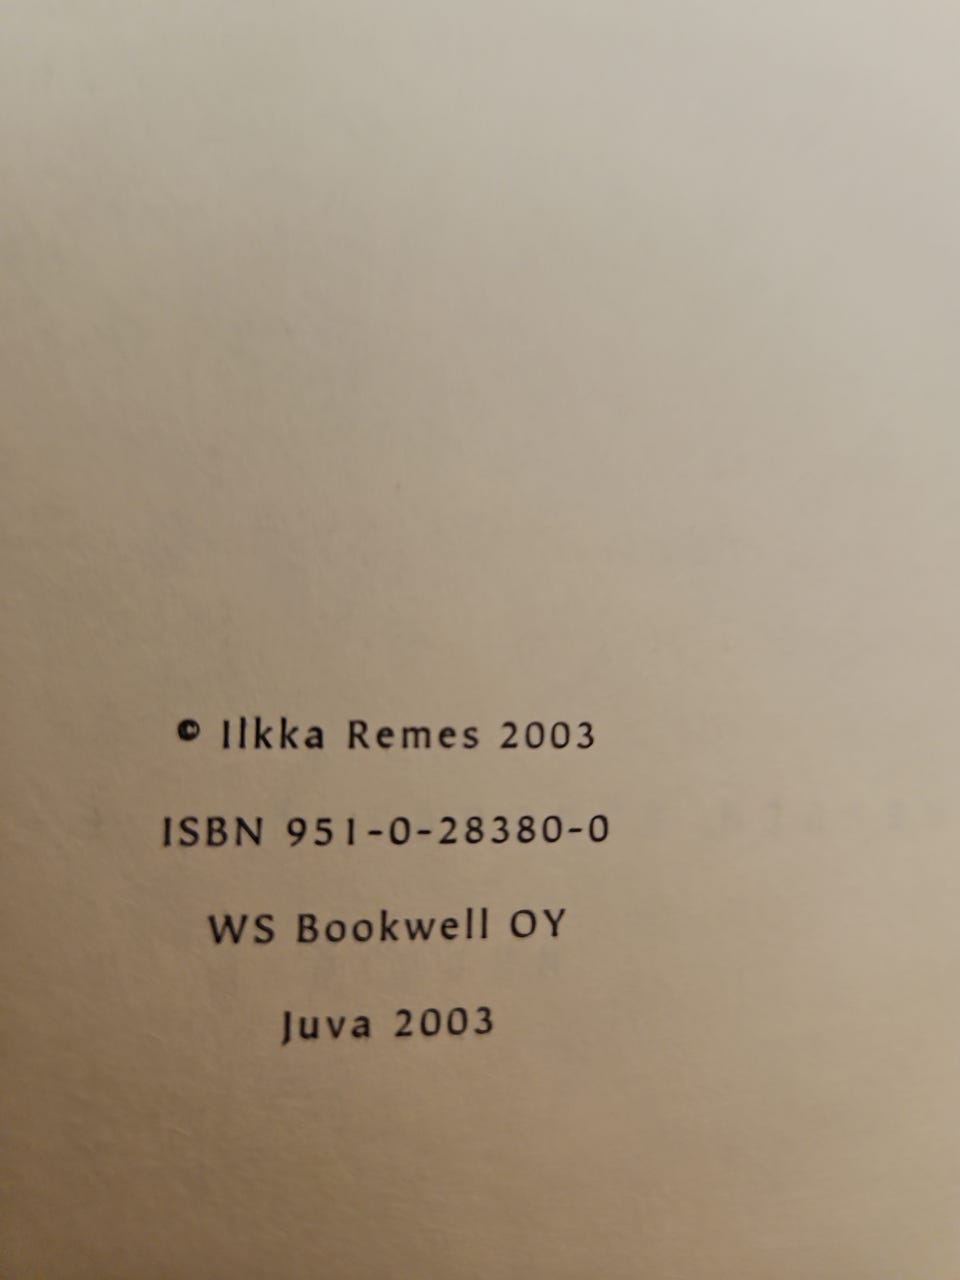 © Ilkka Remes 2003
ISBN 951-0-28380-0
WS Bookwell OY
Juva 2003